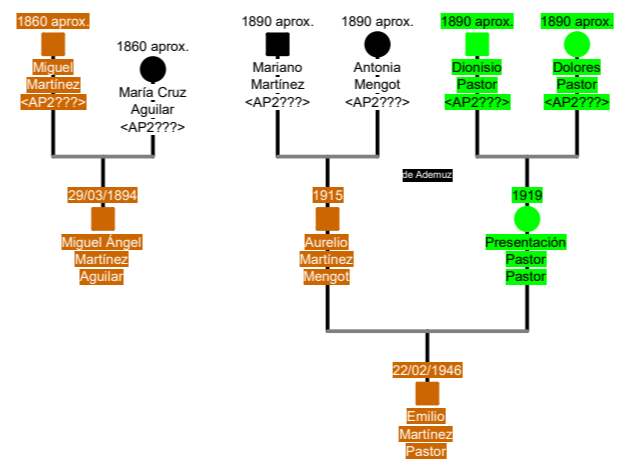 1860 aprox.
Miguel
Martínez
<AP2???>
1860 aprox.
María Cruz
Aguilar
<AP2???>
29/03/1894
Miguel Ángel
Martínez
Aguilar
1890 aprox.
Mariano
Martínez
<AP2???>
1890 aprox.
Antonia
Mengot
<AP2???>
1890 aprox.
Dionisio
Pastor
<AP2???>
1890 aprox.
Dolores
Pastor
<AP2???>
de Ademuz
1915
Aurelio
Martínez
Mengot
1919
Presentación
Pastor
Pastor
22/02/1946
Emilio
Martínez
Pastor